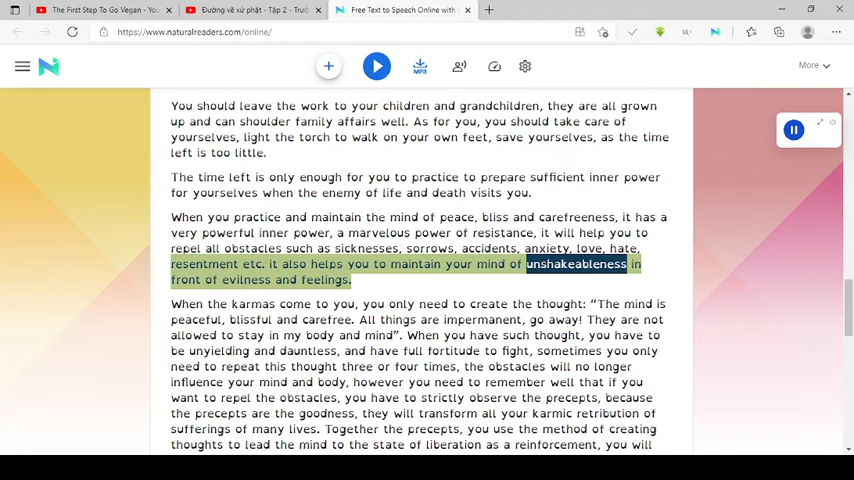 The First Step To Go Vegan - You
Đường về xứ phật - Tập 2 - Trưở
Free Text to Speech Online with
https://www.naturalreaders.com/online/
MP3
More
You should leave the work to your children and grandchildren, they are all grown
up and can shoulder family affairs well. As for you, you should take care of
yourselves, light the torch to walk on your own feet, save yourselves, as the time
left is too little.
The time left is only enough for you to practice to prepare sufficient inner power
for yourselves when the enemy of life and death visits you.
When you practice and maintain the mind of peace, bliss and carefreeness, it has a
very powerful inner power, a marvelous power of resistance, it will help you to
repel all obstacles such as sicknesses, sorrows, accidents, anxiety, love, hate,
resentment etc. it also helps you to maintain your mind of unshakeableness in
front of evilness and feelings.
When the karmas come to you, you only need to create the thought: “The mind is
peaceful, blissful and carefree. All things are impermanent, go away! They are not
allowed to stay in my body and mind”. When you have such thought, you have to
be unyielding and dauntless, and have full fortitude to fight, sometimes you only
need to repeat this thought three or four times, the obstacles will no longer
influence your mind and body, however you need to remember well that if you
want to repel the obstacles, you have to strictly observe the precepts, because
the precepts are the goodness, they will transform all your karmic retribution of
sufferings of many lives. Together the precepts, you use the method of creating
thoughts to lead the mind to the state of liberation as a reinforcement, you will